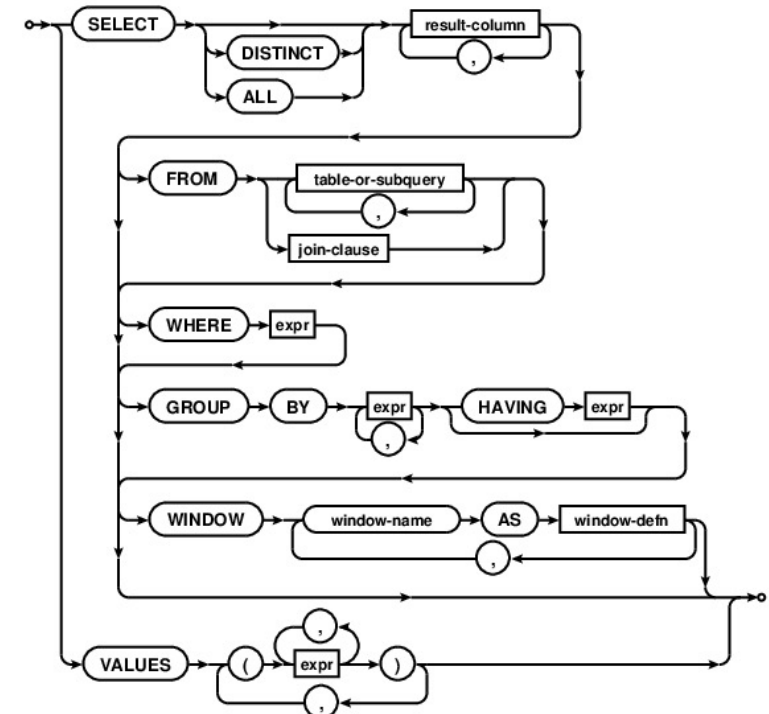 SELECT result-column
DISTINCT ,
ALL
FROM table-or-subquery
,
join-clause
WHERE expr
GROUP BY expr HAVING expr
,
WINDOW window-name AS window-defn
,
,
VALUES ( expr )
,